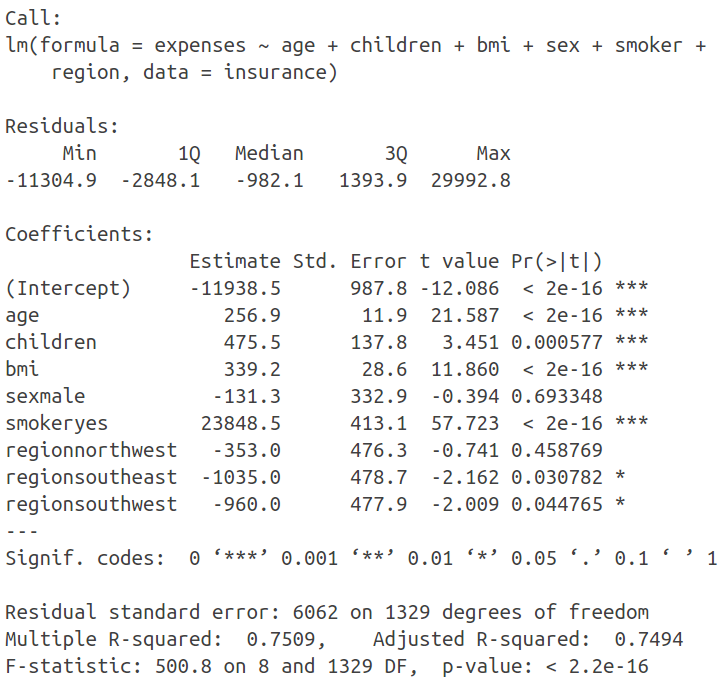 Call:
lm(formula = expenses ~ age + children + bmi + sex + smoker +
    region, data = insurance)

Residuals:
     Min       1Q   Median       3Q      Max
-11304.9  -2848.1   -982.1   1393.9  29992.8

Coefficients:
                Estimate Std. Error t value Pr(>|t|)
(Intercept)     -11938.5      987.8 -12.086  < 2e-16 ***
age                256.9       11.9  21.587  < 2e-16 ***
children           475.5      137.8   3.451 0.000577 ***
bmi                339.2       28.6  11.860  < 2e-16 ***
sexmale           -131.3      332.9  -0.394 0.693348
smokeryes        23848.5      413.1  57.723  < 2e-16 ***
regionnorthwest   -353.0      476.3  -0.741 0.458769
regionsoutheast  -1035.0      478.7  -2.162 0.030782 *
regionsouthwest   -960.0      477.9  -2.009 0.044765 *
---
Signif. codes:  0 ‘***’ 0.001 ‘**’ 0.01 ‘*’ 0.05 ‘.’ 0.1 ‘ ’ 1

Residual standard error: 6062 on 1329 degrees of freedom
Multiple R-squared:  0.7509,    Adjusted R-squared:  0.7494
F-statistic: 500.8 on 8 and 1329 DF,  p-value: < 2.2e-16